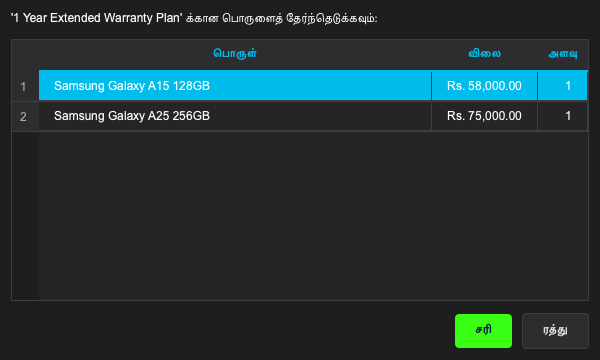 '1 Year Extended Warranty Plan' க்கான பொருளைத் தேர்ந்தெடுக்கவும்:
பொருள் விலை அளவு
1 Samsung Galaxy A15 128GB Rs. 58,000.00 1
2 Samsung Galaxy A25 256GB Rs. 75,000.00 1
சரி ரத்து